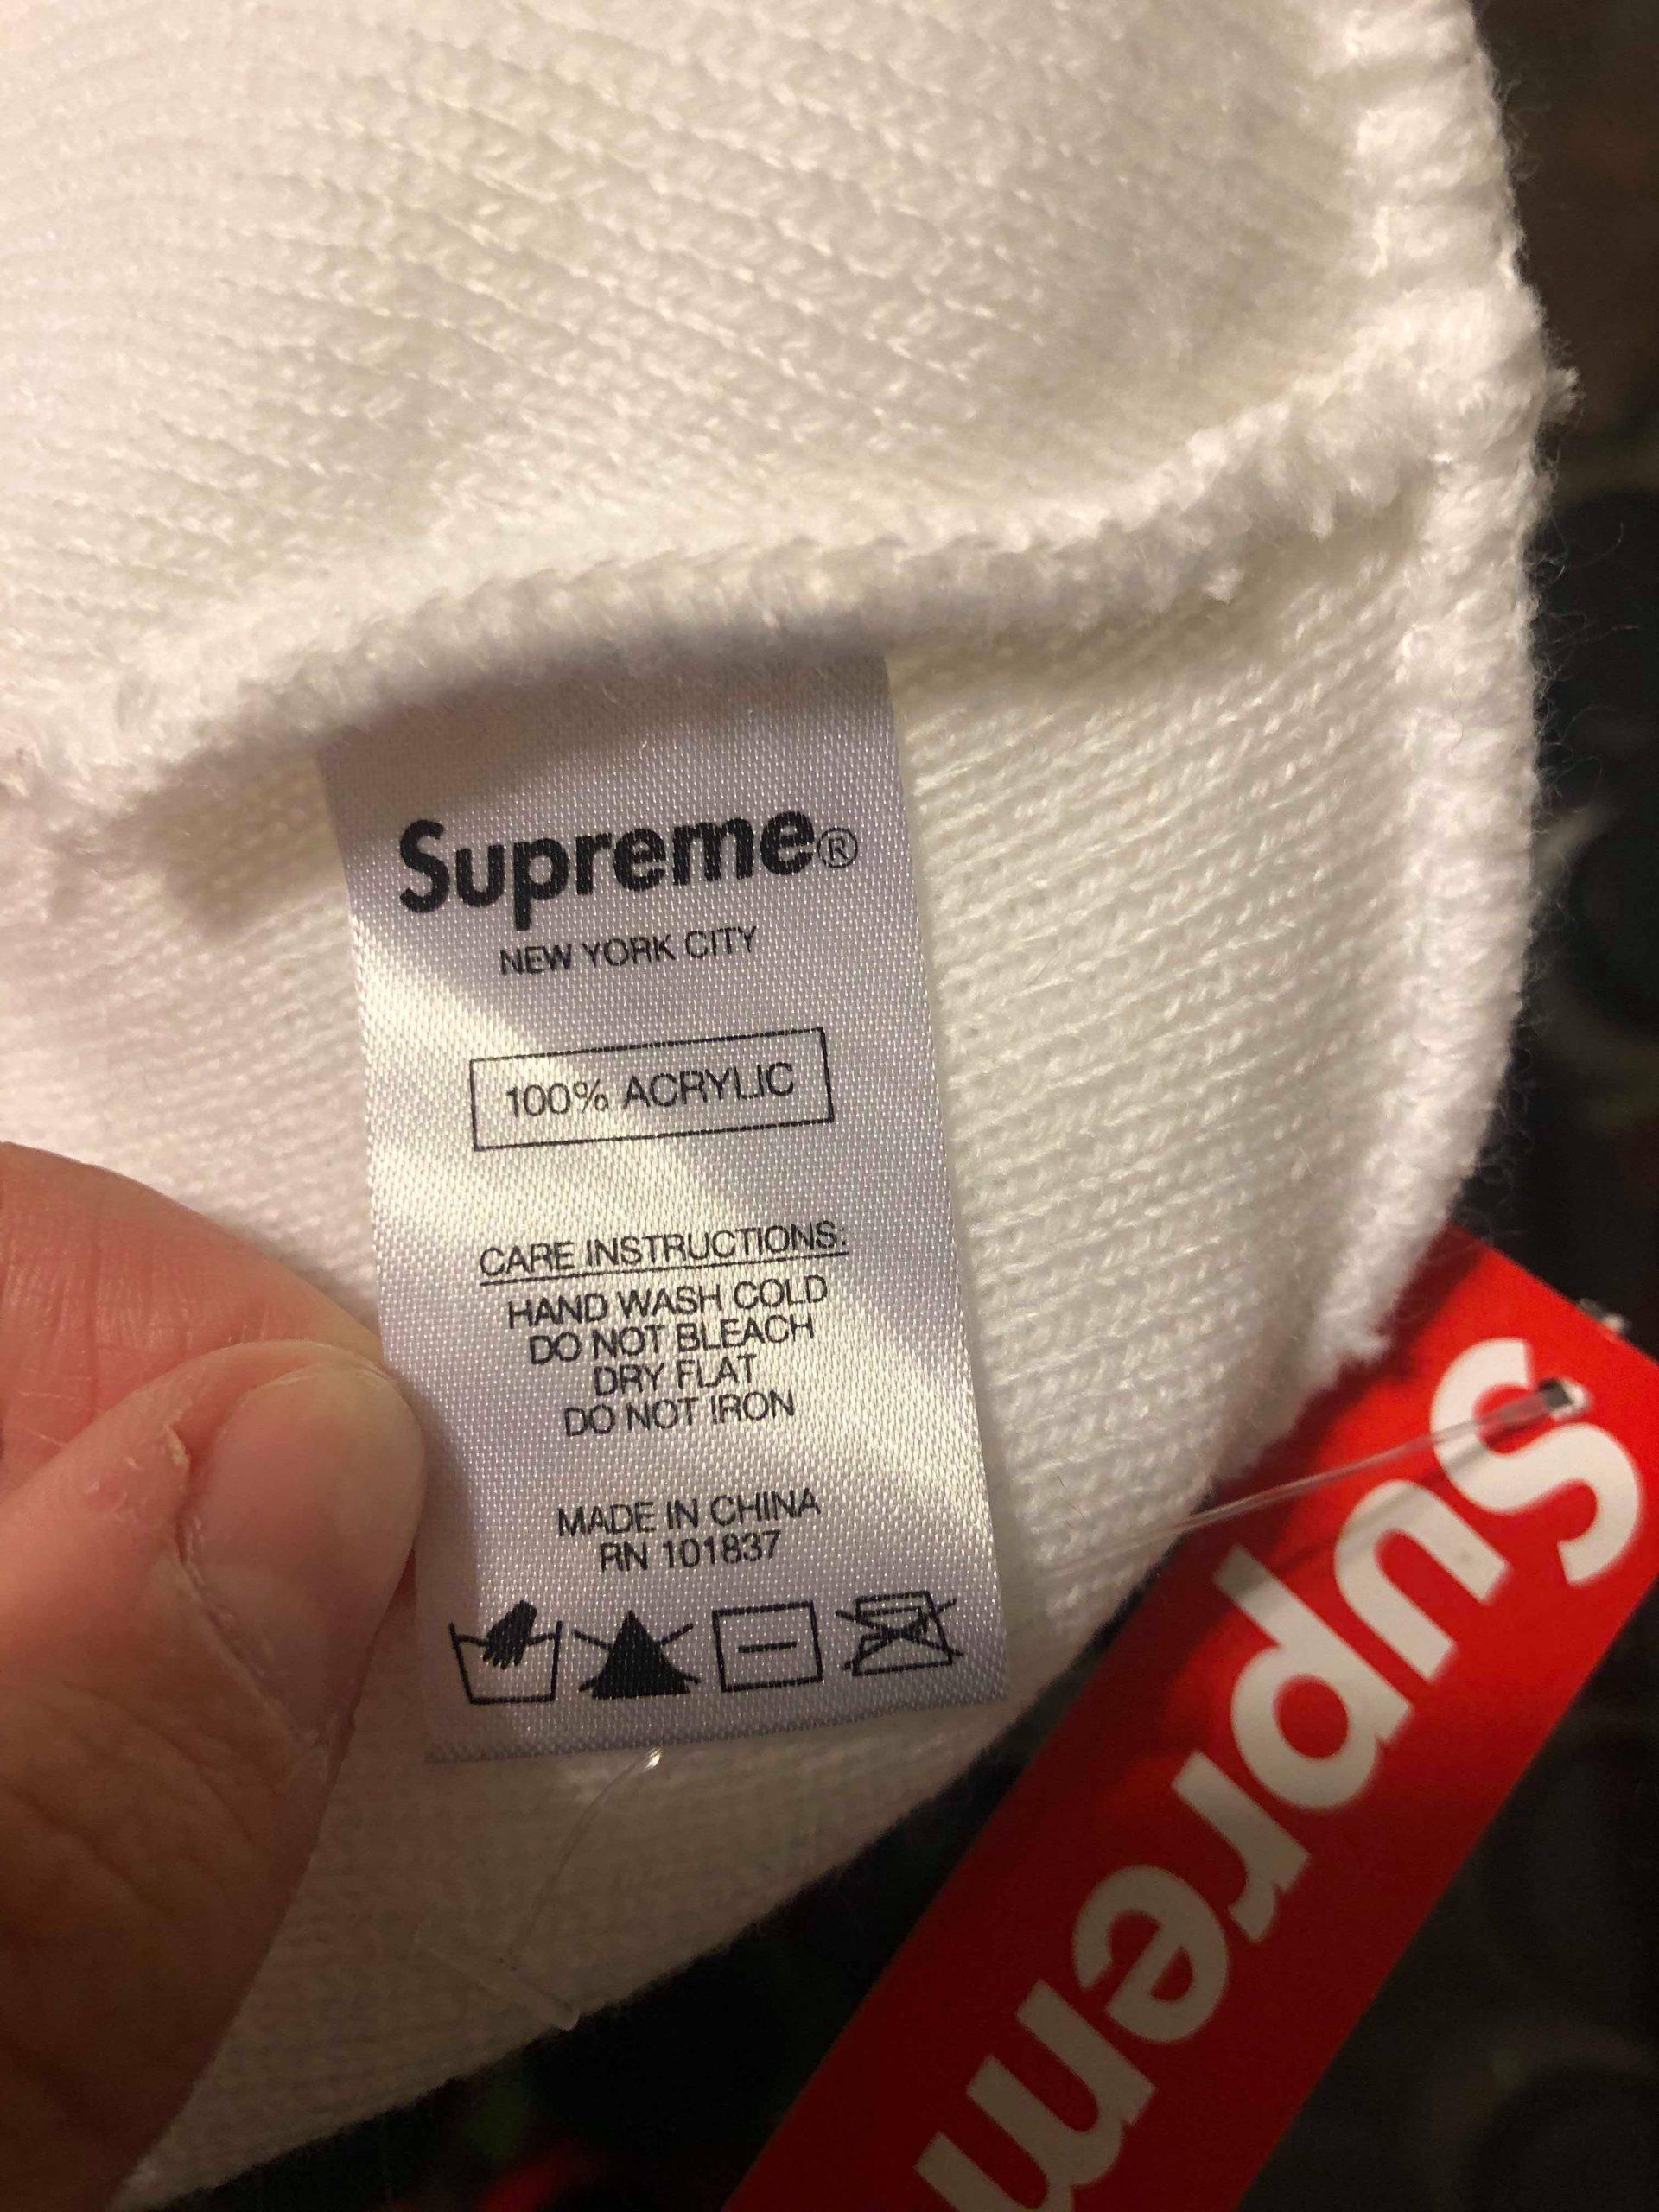 Supreme®
NEW YORK CITY
100% ACRYLIC
CARE INSTRUCTIONS:
HAND WASH COLD
DO NOT BLEACH
DRY FLAT
DO NOT IRON
MADE IN CHINA
RN 101837
Suprem